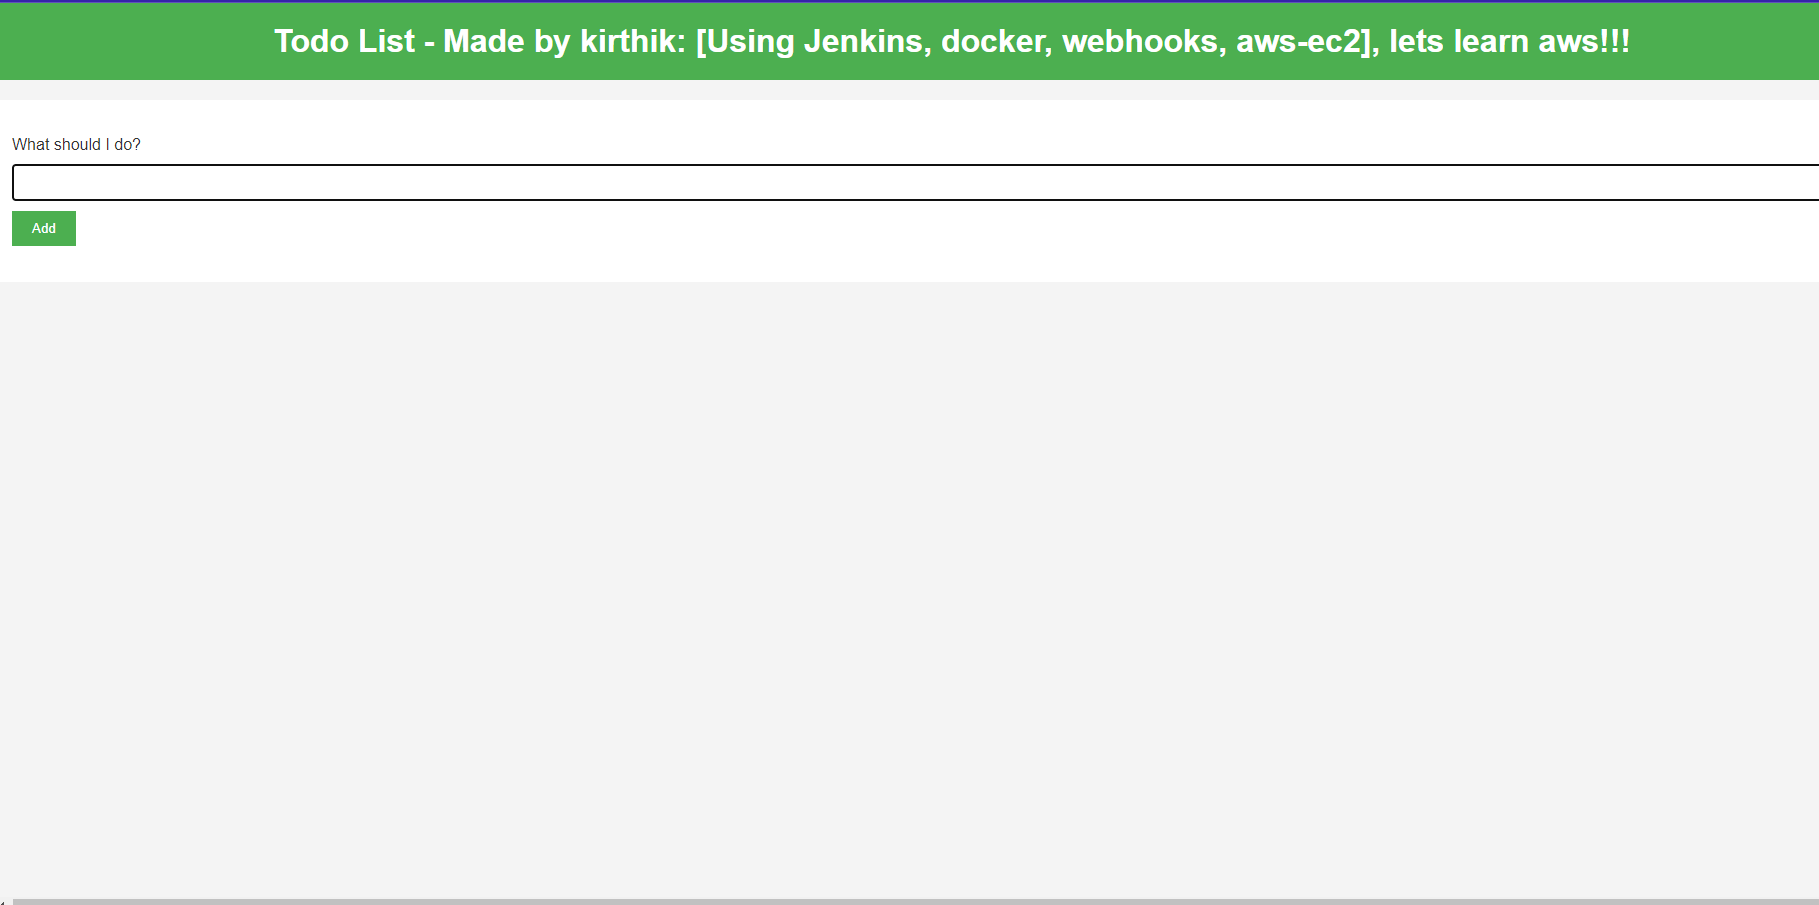 Todo List - Made by kirthik: [Using Jenkins, docker, webhooks, aws-ec2], lets learn aws!!!
What should I do?
Add